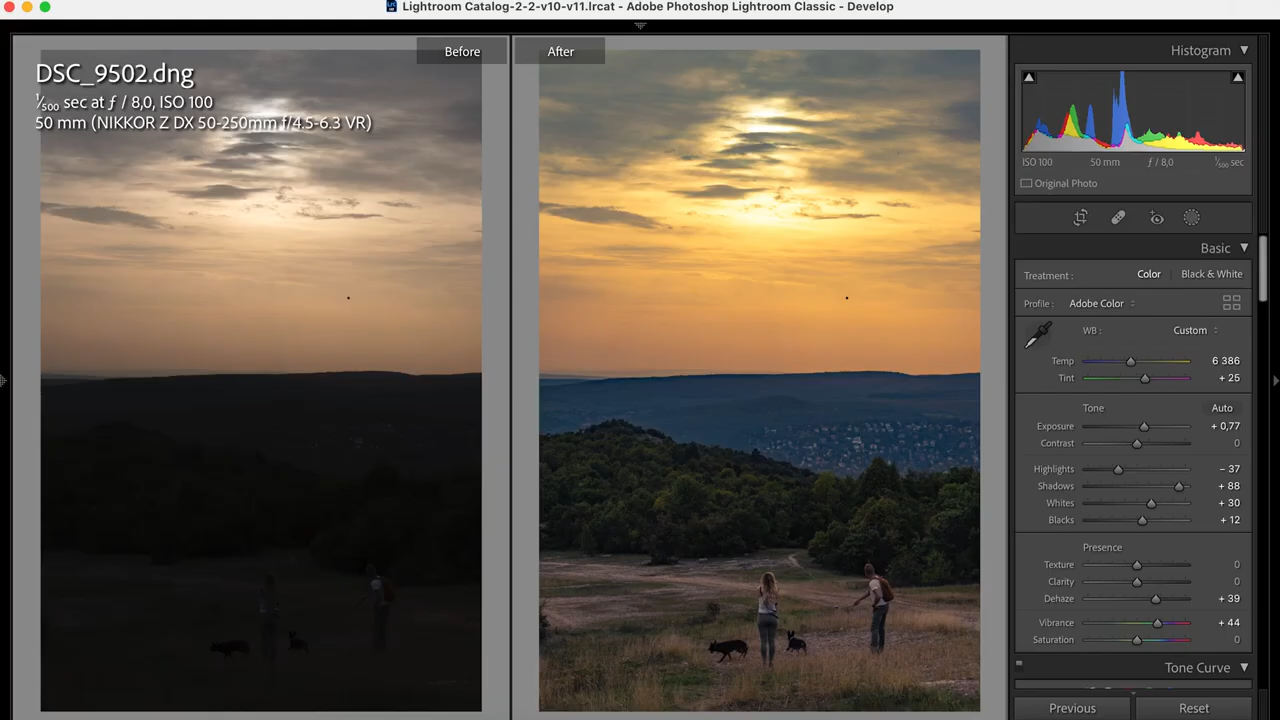 Lightroom Catalog-2-2-v10-v11.lrcat - Adobe Photoshop Lightroom Classic - Develop
Before
After
DSC_9502.dng
1/500 sec at ƒ / 8,0, ISO 100
50 mm (NIKKOR Z DX 50-250mm f/4.5-6.3 VR)
Histogram
ISO 100 50 mm ƒ / 8,0 1/500 sec
Original Photo
Basic
Treatment : Color Black & White
Profile : Adobe Color
WB : Custom
Temp 6 386
Tint + 25
Tone Auto
Exposure + 0,77
Contrast 0
Highlights − 37
Shadows + 88
Whites + 30
Blacks + 12
Presence
Texture 0
Clarity 0
Dehaze + 39
Vibrance + 44
Saturation 0
Tone Curve
Previous Reset